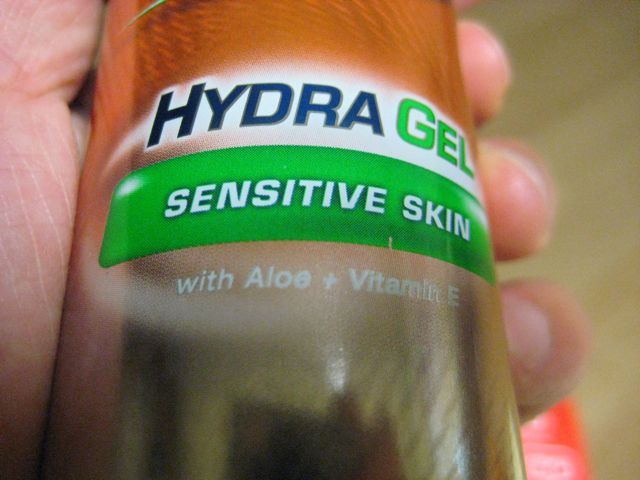 HYDRA GEL
SENSITIVE SKIN
with Aloe + Vitamin E